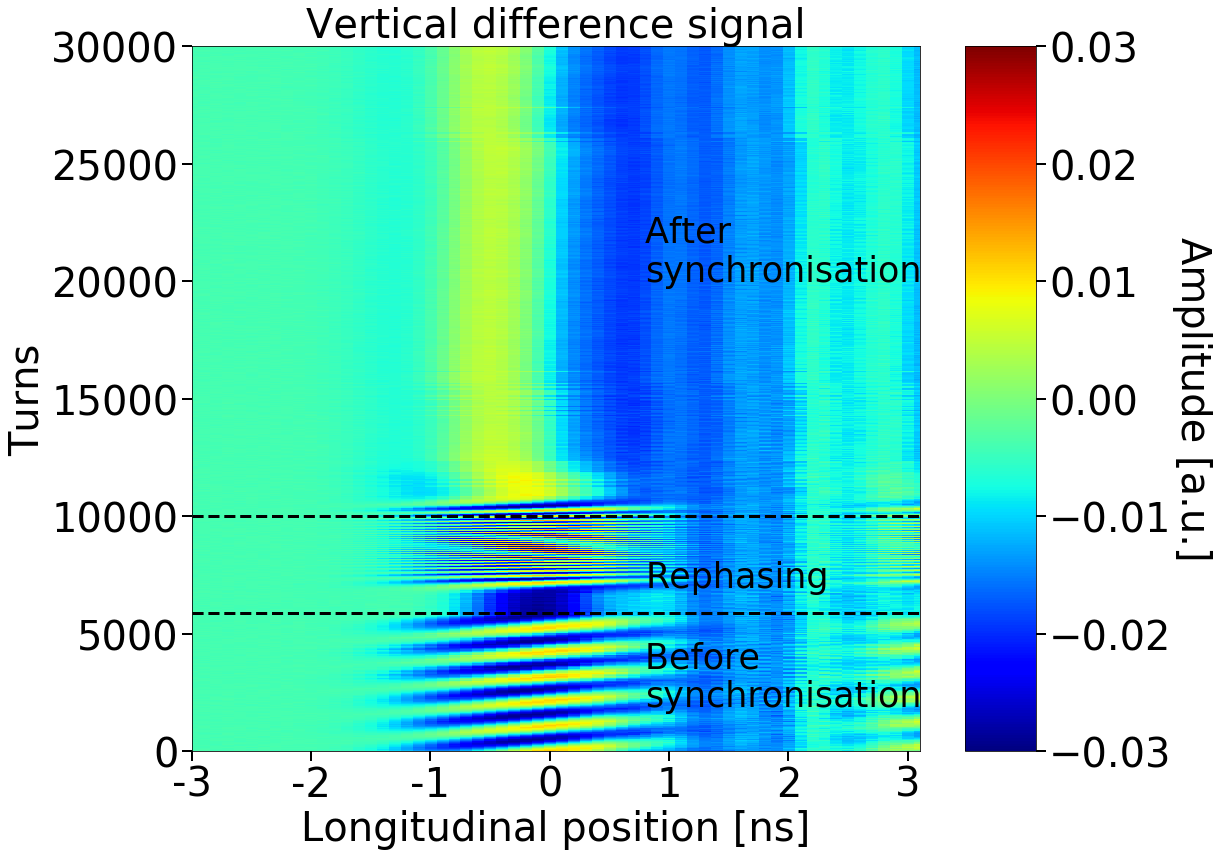 Vertical difference signal
30000
25000
20000
15000
10000
5000
0
Turns
After
synchronisation
Rephasing
Before
synchronisation
-3
-2
-1
0
1
2
3
Longitudinal position [ns]
0.03
0.02
0.01
0.00
−0.01
−0.02
−0.03
Amplitude [a.u.]